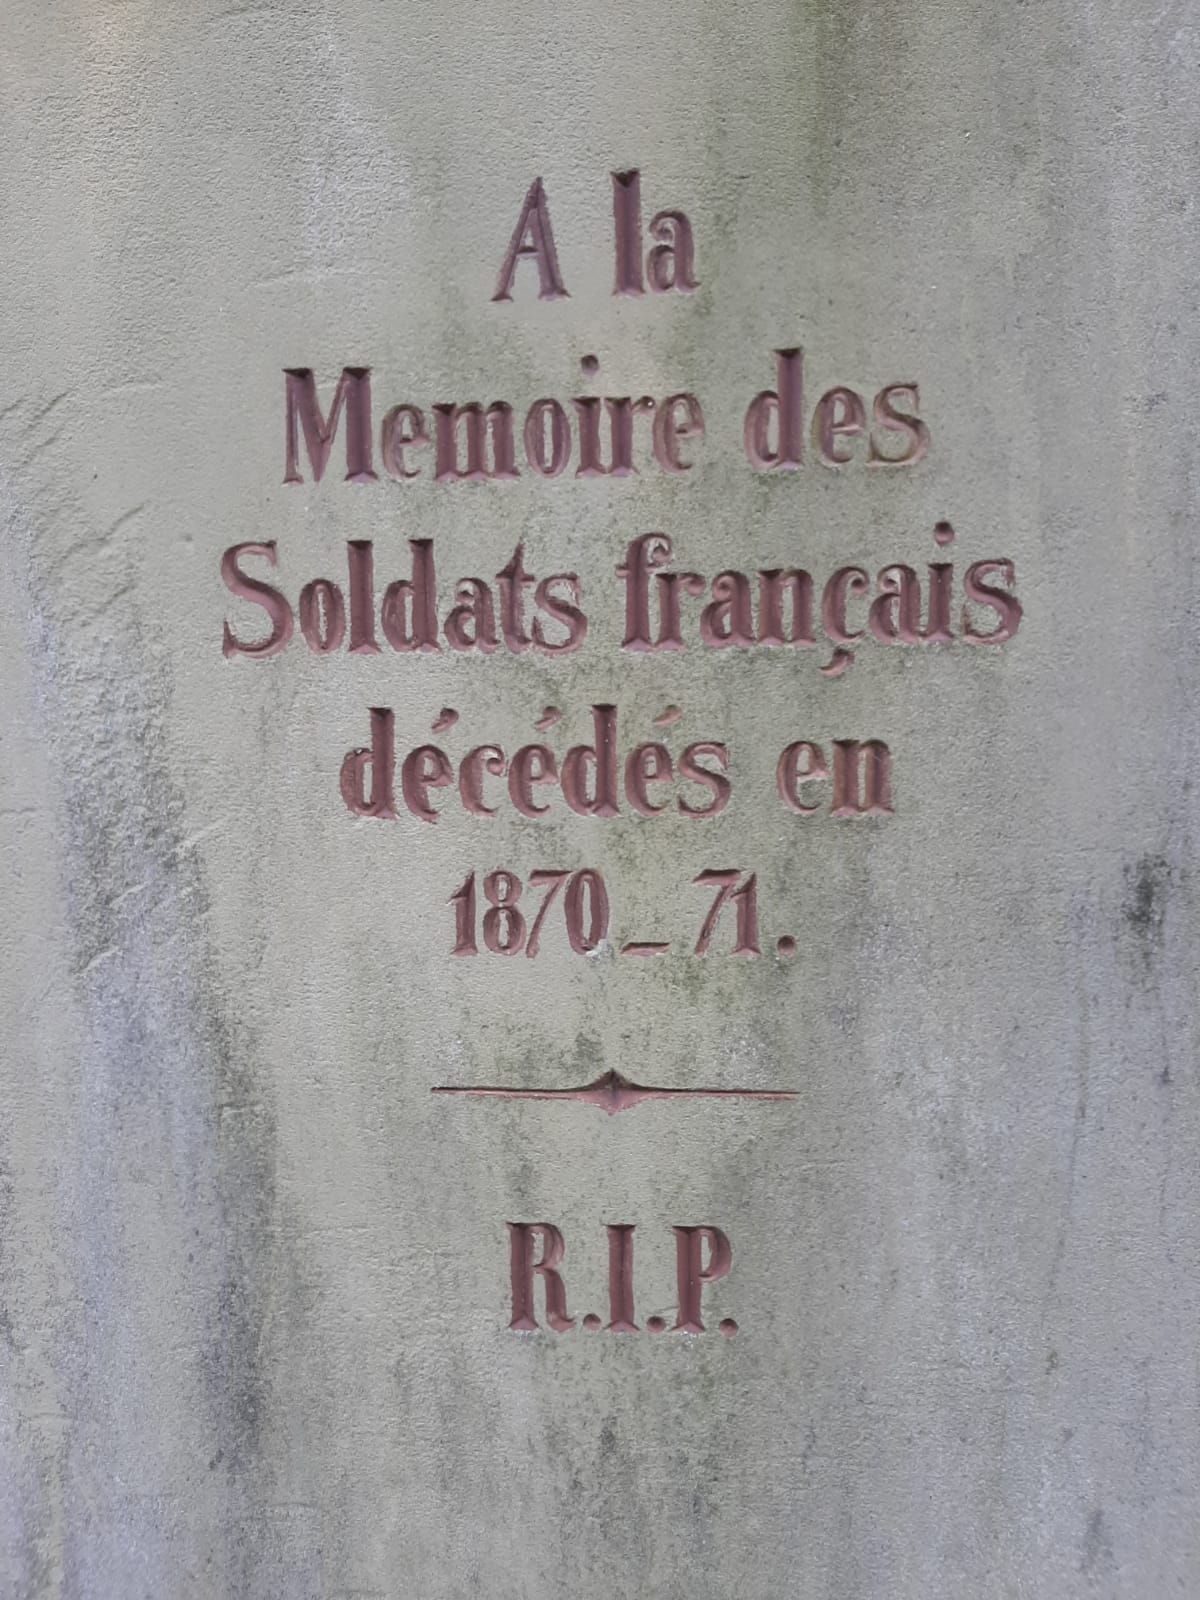 A la
Memoire des
Soldats français
décédés en
1870_71.
R.I.P.